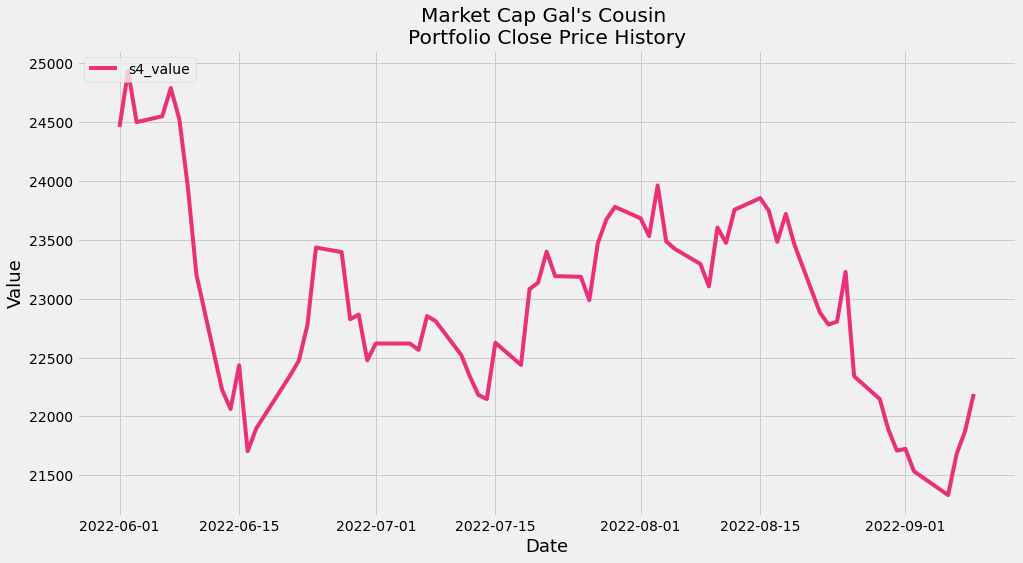 Market Cap Gal's Cousin
Portfolio Close Price History
s4_value
Value
25000
24500
24000
23500
23000
22500
22000
21500
2022-06-01 2022-06-15 2022-07-01 2022-07-15 2022-08-01 2022-08-15 2022-09-01
Date